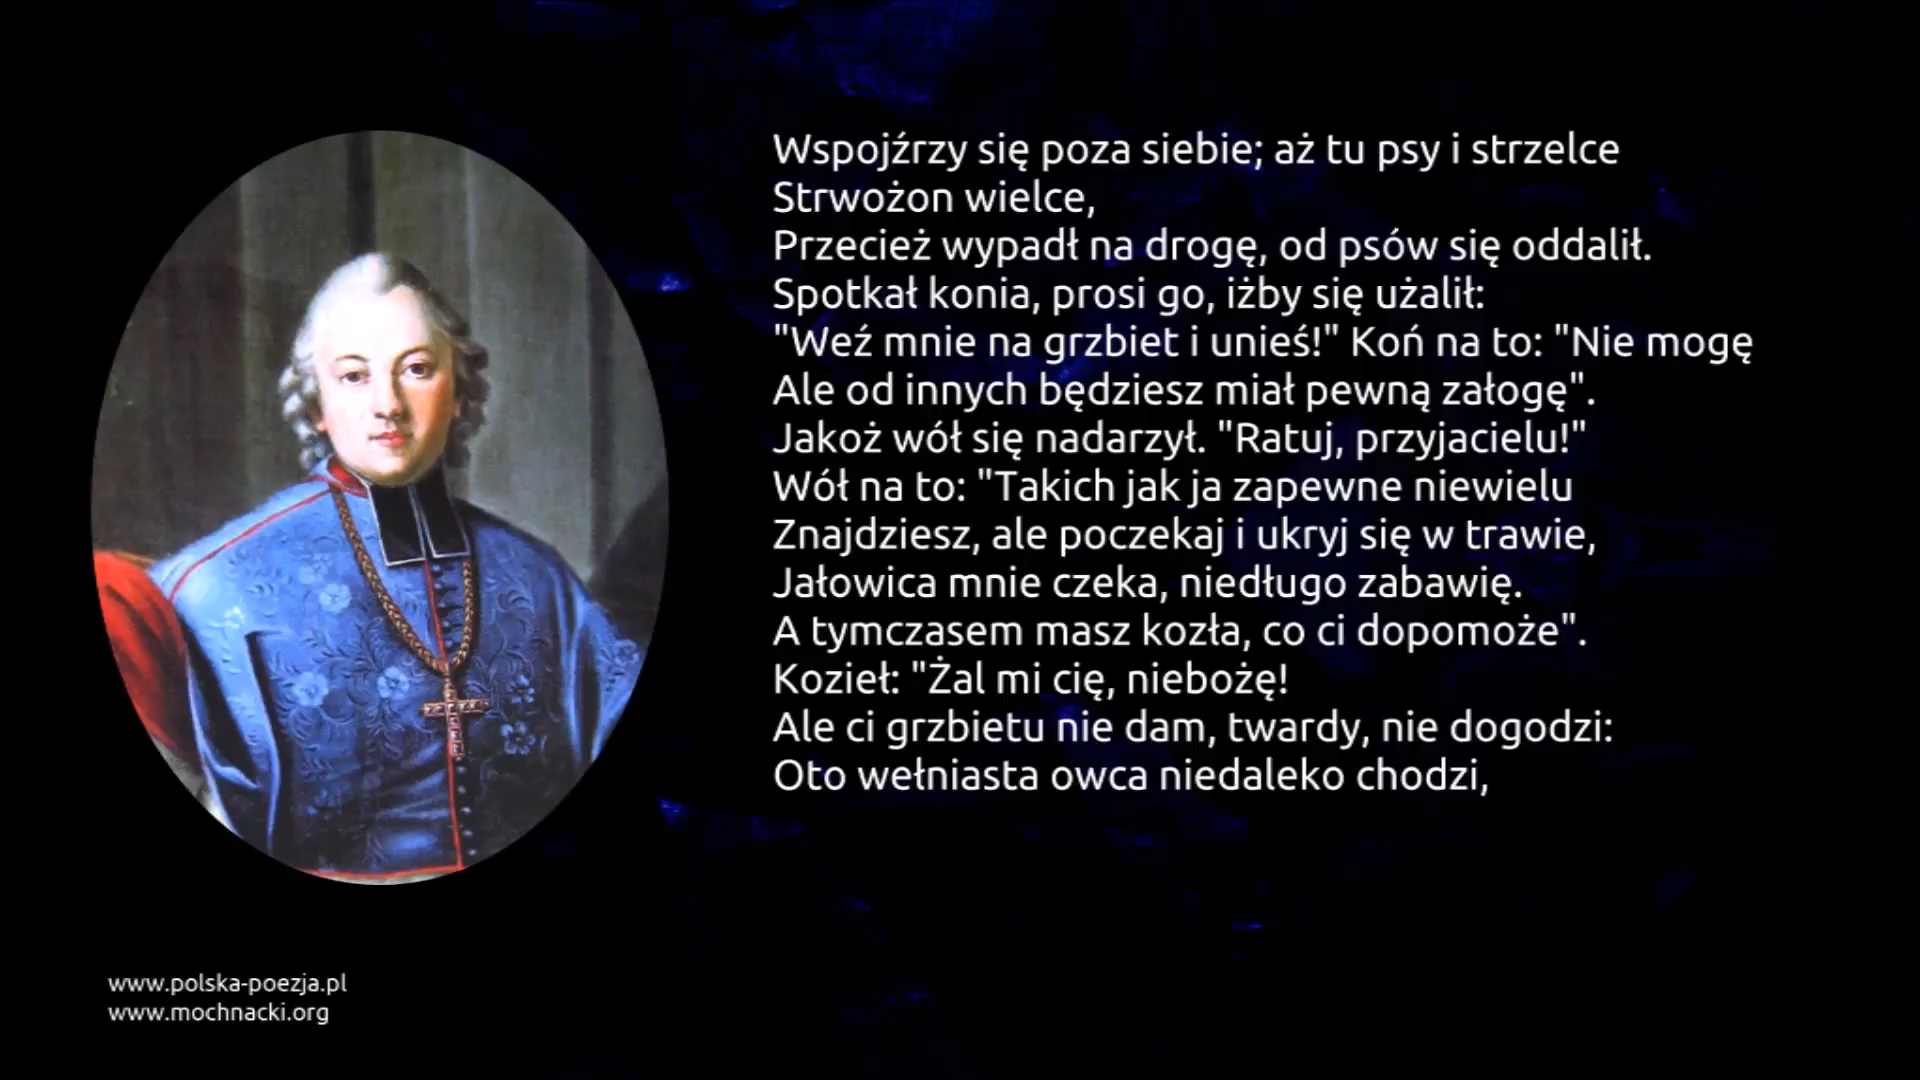 Wspojźrzy się poza siebie; aż tu psy i strzelce
Strwożon wielce,
Przecież wypadł na drogę, od psów się oddalił.
Spotkał konia, prosi go, iżby się użalił:
"Weź mnie na grzbiet i unieś!" Koń na to: "Nie mogę
Ale od innych będziesz miał pewną załogę".
Jakoż wół się nadarzył. "Ratuj, przyjacielu!"
Wół na to: "Takich jak ja zapewne niewielu
Znajdziesz, ale poczekaj i ukryj się w trawie,
Jałowica mnie czeka, niedługo zabawię.
A tymczasem masz kozła, co ci dopomoże".
Kozieł: "Żal mi cię, niebożę!
Ale ci grzbietu nie dam, twardy, nie dogodzi:
Oto wełniasta owca niedaleko chodzi,
www.polska-poezja.pl
www.mochnacki.org